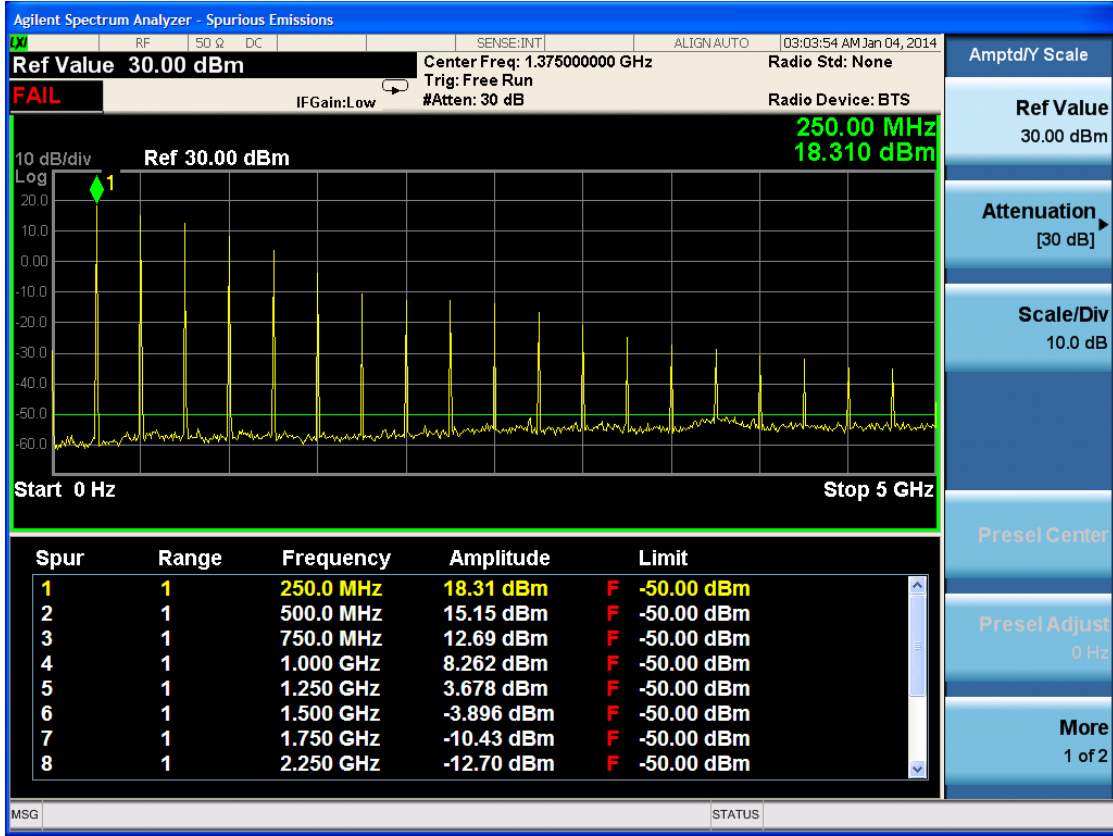 Agilent Spectrum Analyzer - Spurious Emissions
LXI RF 50 Ω DC SENSE:INT ALIGN AUTO 03:03:54 AM Jan 04, 2014
Ref Value 30.00 dBm Center Freq: 1.375000000 GHz Radio Std: None
Trig: Free Run
FAIL IFGain:Low #Atten: 30 dB Radio Device: BTS
250.00 MHz
10 dB/div Ref 30.00 dBm 18.310 dBm
Log
1
20.0
10.0
0.00
-10.0
-20.0
-30.0
-40.0
-50.0
-60.0
Start 0 Hz Stop 5 GHz
Spur Range Frequency Amplitude Limit
1 1 250.0 MHz 18.31 dBm F -50.00 dBm
2 1 500.0 MHz 15.15 dBm F -50.00 dBm
3 1 750.0 MHz 12.69 dBm F -50.00 dBm
4 1 1.000 GHz 8.262 dBm F -50.00 dBm
5 1 1.250 GHz 3.678 dBm F -50.00 dBm
6 1 1.500 GHz -3.896 dBm F -50.00 dBm
7 1 1.750 GHz -10.43 dBm F -50.00 dBm
8 1 2.250 GHz -12.70 dBm F -50.00 dBm
MSG STATUS
Amptd/Y Scale
Ref Value
30.00 dBm
Attenuation
[30 dB]
Scale/Div
10.0 dB
Presel Center
Presel Adjust
0 Hz
More
1 of 2